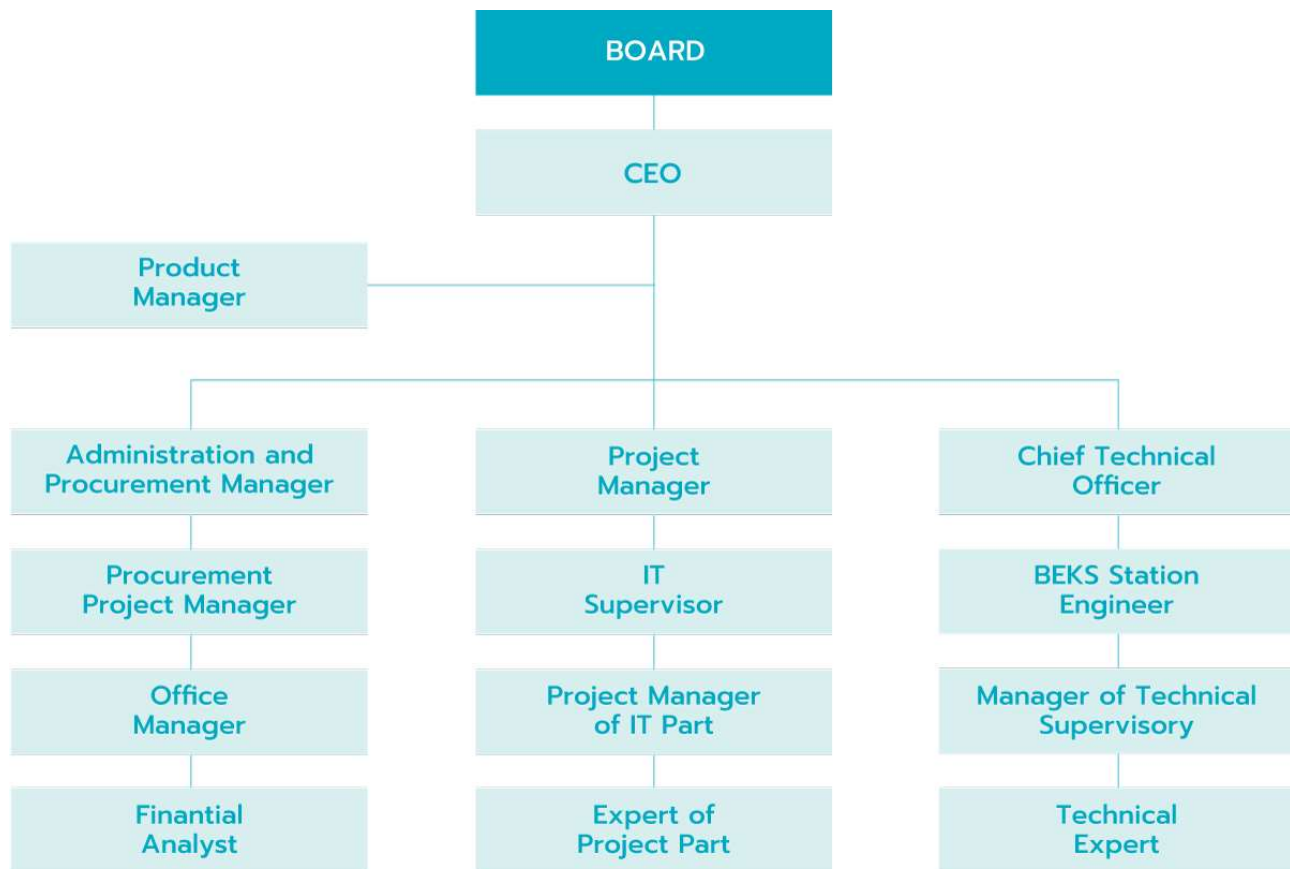 BOARD
CEO
Product
Manager
Administration and
Procurement Manager
Project
Manager
Chief Technical
Officer
Procurement
Project Manager
IT
Supervisor
BEKS Station
Engineer
Office
Manager
Project Manager
of IT Part
Manager of Technical
Supervisory
Finantial
Analyst
Expert of
Project Part
Technical
Expert